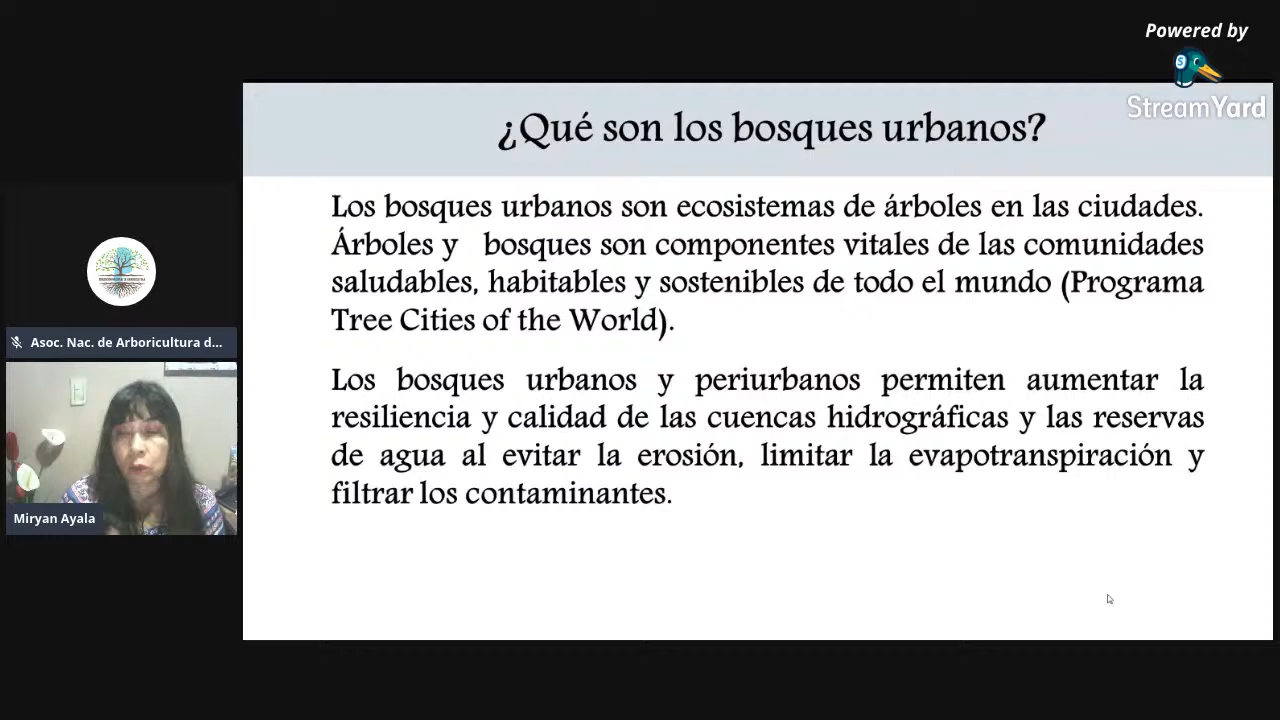 Powered by
StreamYard
¿Qué son los bosques urbanos?
Los bosques urbanos son ecosistemas de árboles en las ciudades.
Árboles y bosques son componentes vitales de las comunidades
saludables, habitables y sostenibles de todo el mundo (Programa
Tree Cities of the World).
Los bosques urbanos y periurbanos permiten aumentar la
resiliencia y calidad de las cuencas hidrográficas y las reservas
de agua al evitar la erosión, limitar la evapotranspiración y
filtrar los contaminantes.
Asoc. Nac. de Arboricultura d...
Miryan Ayala